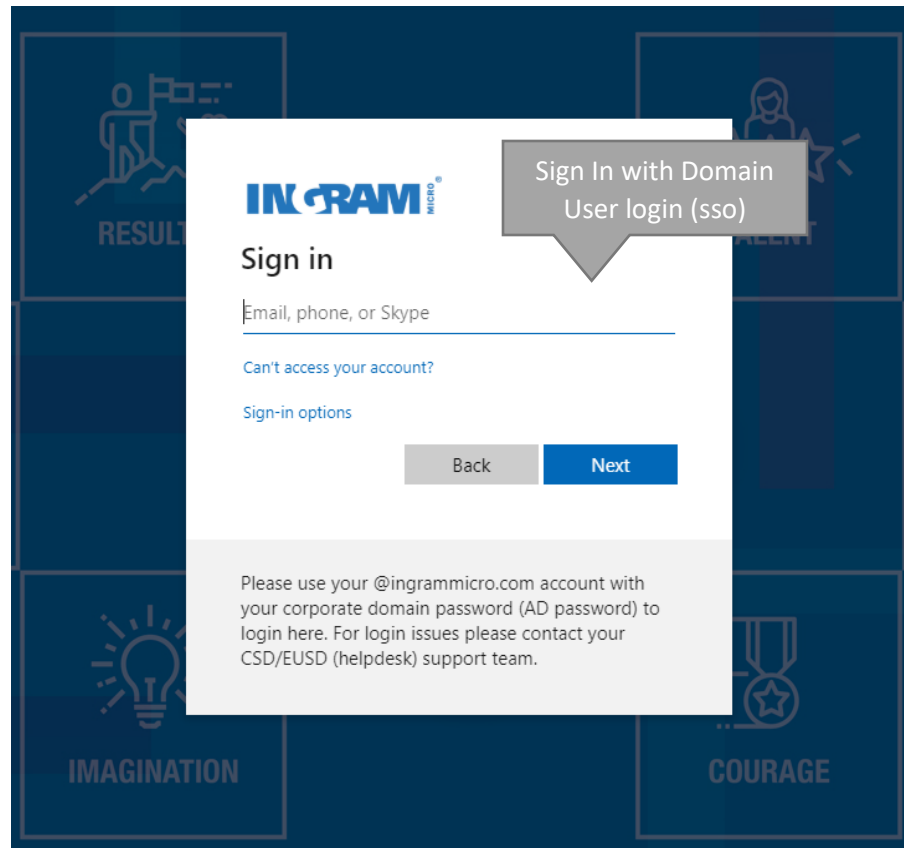 INGRAM MICRO®
Sign In with Domain
User login (sso)
RESULT
Sign in
Email, phone, or Skype
Can't access your account?
Sign-in options
Back
Next
Please use your @ingrammicro.com account with
your corporate domain password (AD password) to
login here. For login issues please contact your
CSD/EUSD (helpdesk) support team.
IMAGINATION
COURAGE